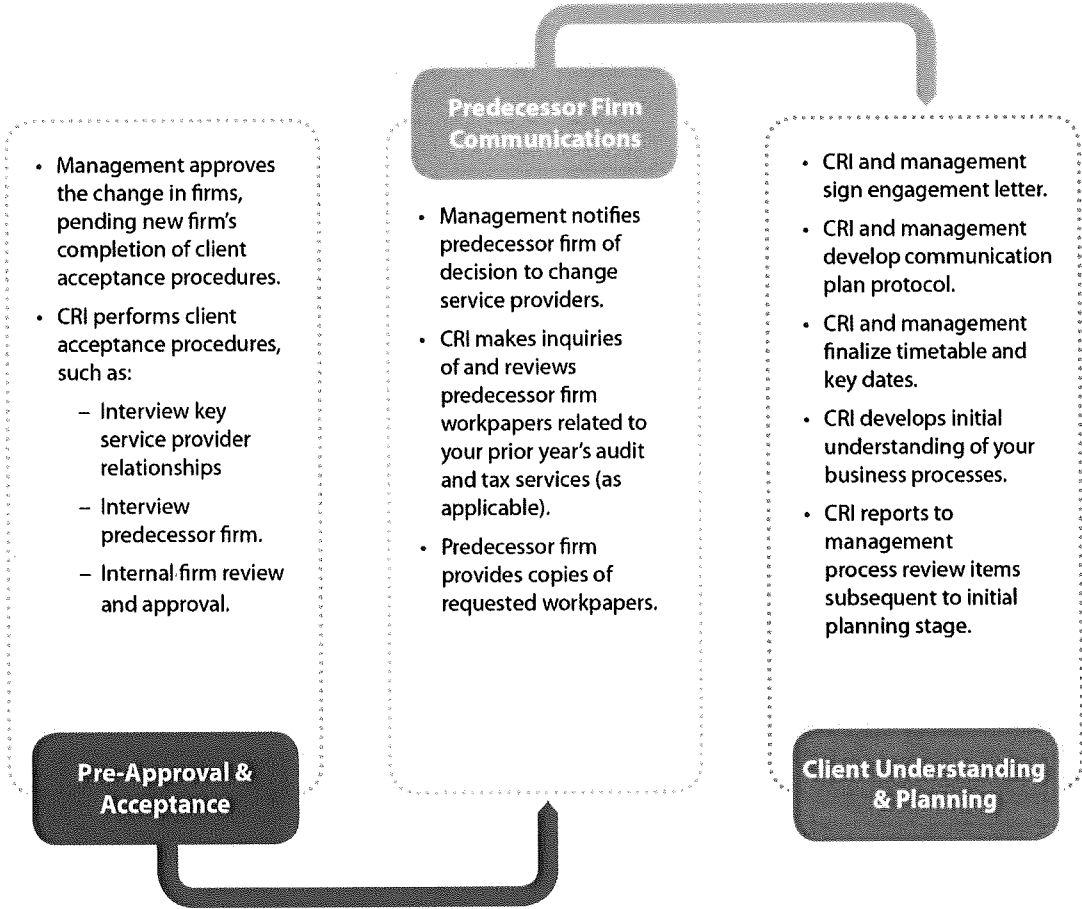 Pre-Approval &
Acceptance
• Management approves
the change in firms,
pending new firm's
completion of client
acceptance procedures.
• CRI performs client
acceptance procedures,
such as:
– Interview key
service provider
relationships
– Interview
predecessor firm.
– Internal firm review
and approval.
Predecessor Firm
Communications
• Management notifies
predecessor firm of
decision to change
service providers.
• CRI makes inquiries
of and reviews
predecessor firm
workpapers related to
your prior year's audit
and tax services (as
applicable).
• Predecessor firm
provides copies of
requested workpapers.
• CRI and management
sign engagement letter.
• CRI and management
develop communication
plan protocol.
• CRI and management
finalize timetable and
key dates.
• CRI develops initial
understanding of your
business processes.
• CRI reports to
management
process review items
subsequent to initial
planning stage.
Client Understanding
& Planning